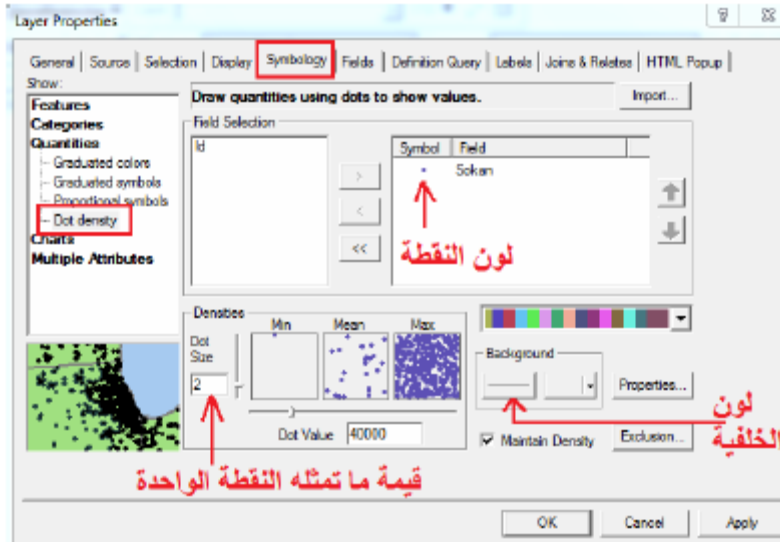 Layer Properties
General Source Selection Display Symbology Fields Definition Query Labels Joins & Relates HTML Popup
Show:
Features
Categories
Quantities
Graduated colors
Graduated symbols
Proportional symbols
Dot density
Charts
Multiple Attributes
Draw quantities using dots to show values.
Import...
Field Selection
Id
>
<
<<
Symbol Field
Sokan
لون النقطة
Densities
Min Mean Max
Dot
Size
2
Dot Value 40000
Background
Properties...
Maintain Density
Exclusion...
لون
الخلفية
قيمة ما تمثله النقطة الواحدة
OK Cancel Apply